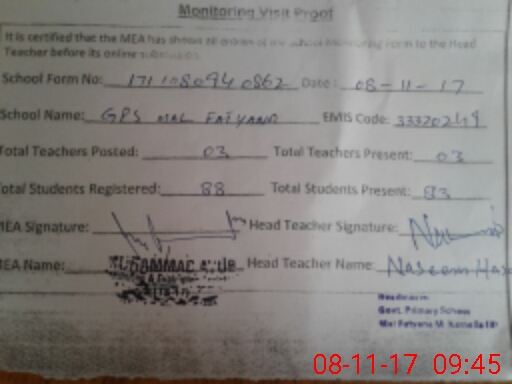 Monitoring Visit Proof
It is certified that the MEA has shown all entries of the School Monitoring Form to the Head
Teacher before its online submission.
School Form No: 171108094 0862 Date: 08-11-17
School Name: GPS MAL FATYANA EMIS Code: 33320249
Total Teachers Posted: 03 Total Teachers Present: 03
Total Students Registered: 88 Total Students Present: 83
MEA Signature: Head Teacher Signature:
MEA Name: MUHAMMAD Head Teacher Name: Naseem
Govt. Primary School
Mal Fatyana
08-11-17 09:45